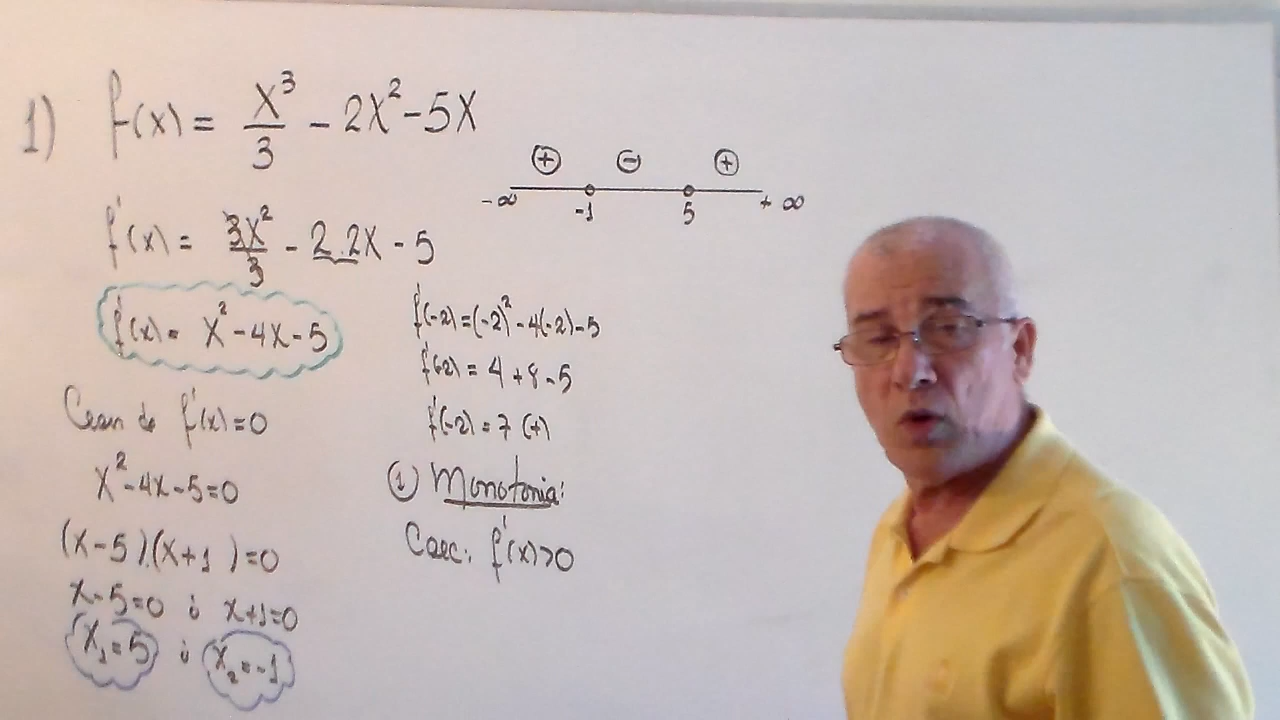 1) f(x) = x³/3 - 2x² - 5x
⊕ ⊖ ⊕
-∞ -1 5 +∞
f'(x) = 3x²/3 - 2.2x - 5
f'(x) = x² - 4x - 5
f'(x)=0
x² - 4x - 5 = 0
(x-5).(x+1)=0
x-5=0 ó x+1=0
x₁=5 ó x₂=-1
f'(-2)=(-2)²-4(-2)-5
f'(-2) = 4+8-5
f'(-2)=7 (+)
① Monotonia:
Crec: f'(x)>0